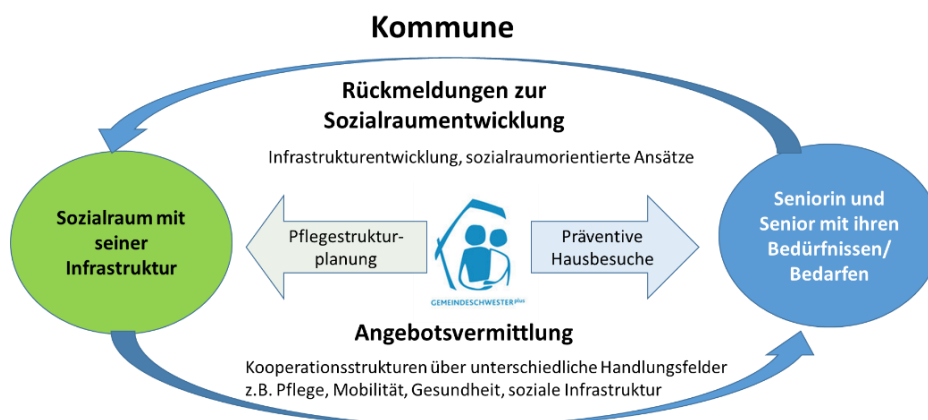 Kommune
Rückmeldungen zur
Sozialraumentwicklung
Infrastrukturentwicklung, sozialraumorientierte Ansätze
Sozialraum mit
seiner
Infrastruktur
Pflegestruktur-
planung
GEMEINDESCHWESTERplus
Präventive
Hausbesuche
Seniorin und
Senior mit ihren
Bedürfnissen/
Bedarfen
Angebotsvermittlung
Kooperationsstrukturen über unterschiedliche Handlungsfelder
z.B. Pflege, Mobilität, Gesundheit, soziale Infrastruktur